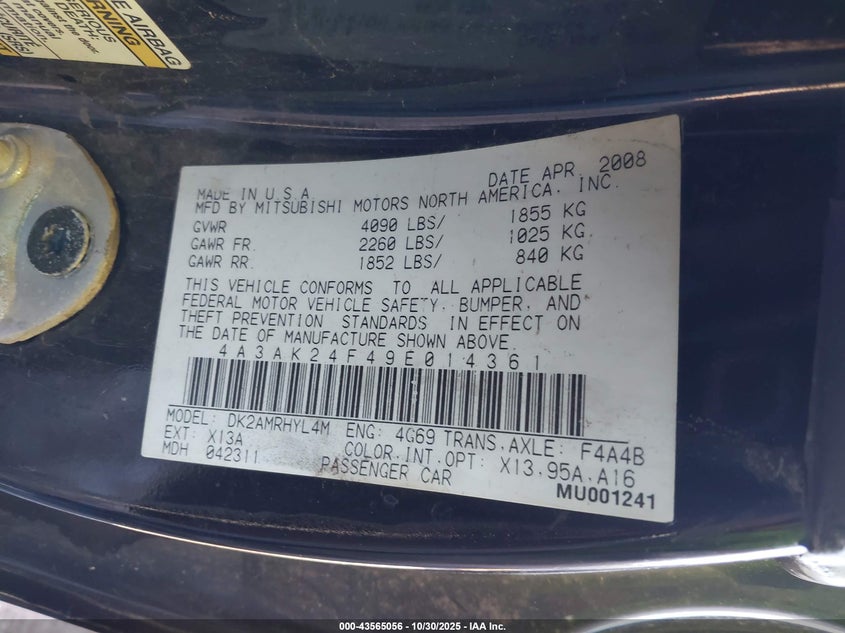 E AIRBAG
WARNING
SERIOUS
DEATH
MADE IN U.S.A. DATE APR. 2008
MFD BY MITSUBISHI MOTORS NORTH AMERICA. INC.
GVWR 4090 LBS/ 1855 KG
GAWR FR. 2260 LBS/ 1025 KG
GAWR RR. 1852 LBS/ 840 KG
THIS VEHICLE CONFORMS TO ALL APPLICABLE
FEDERAL MOTOR VEHICLE SAFETY, BUMPER, AND
THEFT PREVENTION STANDARDS IN EFFECT ON
THE DATE OF MANUFACTURE SHOWN ABOVE.
4A3AK24F49E014361
MODEL: DK2AMRHYL4M ENG: 4G69 TRANS,AXLE: F4A4B
EXT: X13A COLOR,INT,OPT: X13,95A,A16
MDH 042311 PASSENGER CAR
MU001241
000-43565056 - 10/30/2025 - IAA Inc.